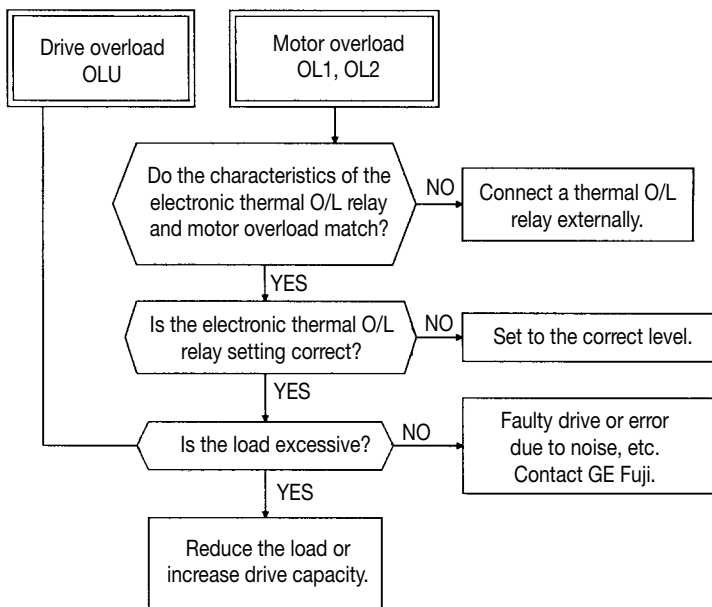 Drive overload
OLU
Motor overload
OL1, OL2
Do the characteristics of the
electronic thermal O/L relay
and motor overload match?
NO
Connect a thermal O/L
relay externally.
YES
Is the electronic thermal O/L
relay setting correct?
NO
Set to the correct level.
YES
Is the load excessive?
NO
Faulty drive or error
due to noise, etc.
Contact GE Fuji.
YES
Reduce the load or
increase drive capacity.